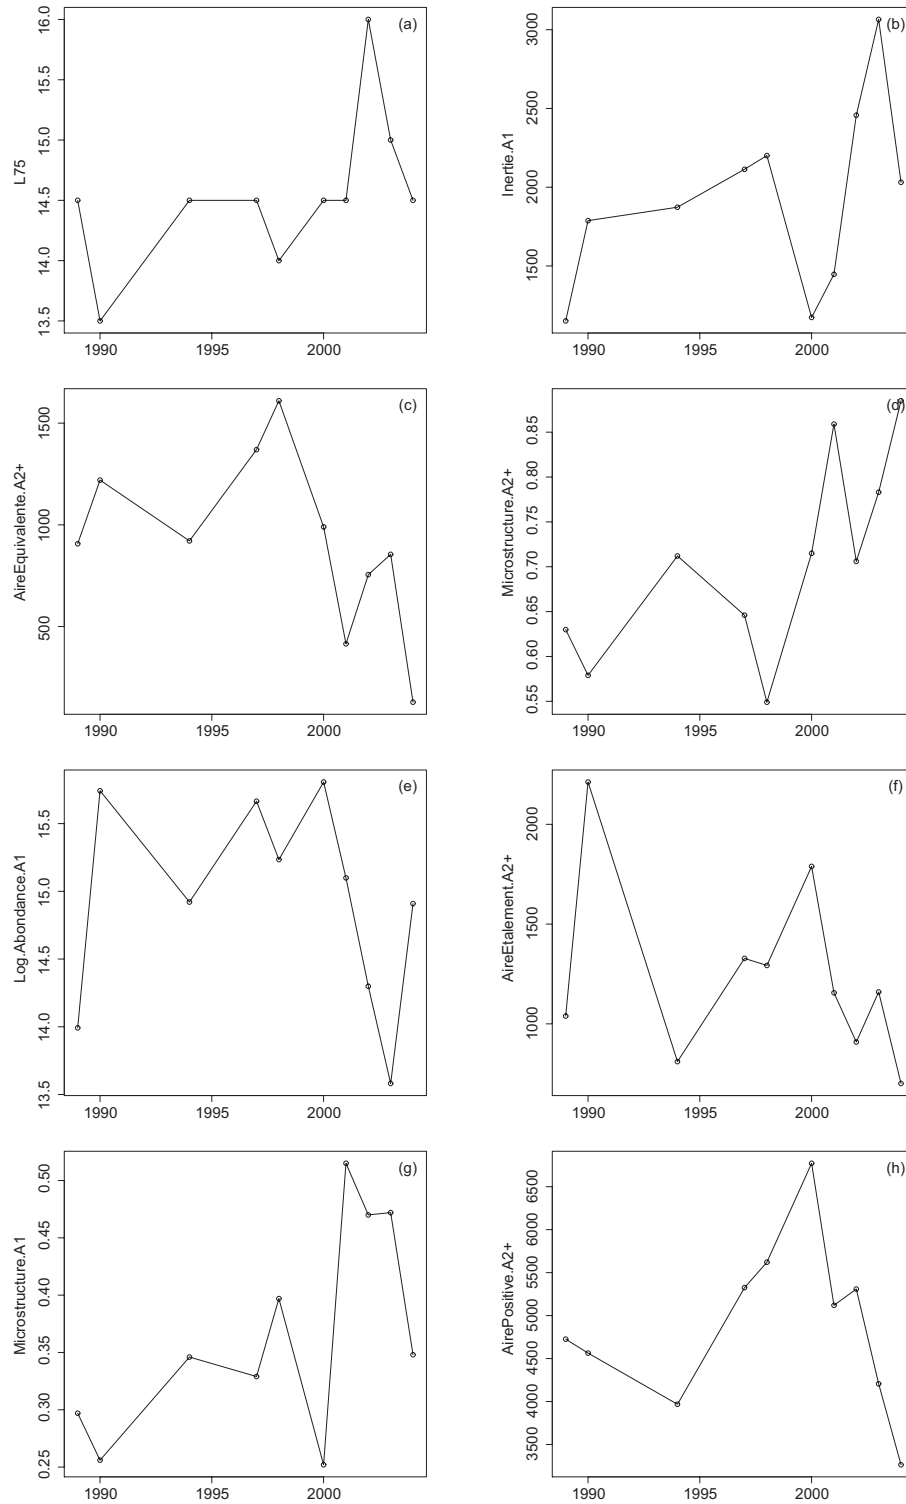 (a)
L75
13.5 14.0 14.5 15.0 15.5 16.0
1990 1995 2000
(b)
Inertie.A1
1500 2000 2500 3000
1990 1995 2000
(c)
AireEquivalente.A2+
500 1000 1500
1990 1995 2000
(d)
Microstructure.A2+
0.55 0.60 0.65 0.70 0.75 0.80 0.85
1990 1995 2000
(e)
Log.Abondance.A1
13.5 14.0 14.5 15.0 15.5
1990 1995 2000
(f)
AireEtalement.A2+
1000 1500 2000
1990 1995 2000
(g)
Microstructure.A1
0.25 0.30 0.35 0.40 0.45 0.50
1990 1995 2000
(h)
AirePositive.A2+
3500 4000 4500 5000 5500 6000 6500
1990 1995 2000